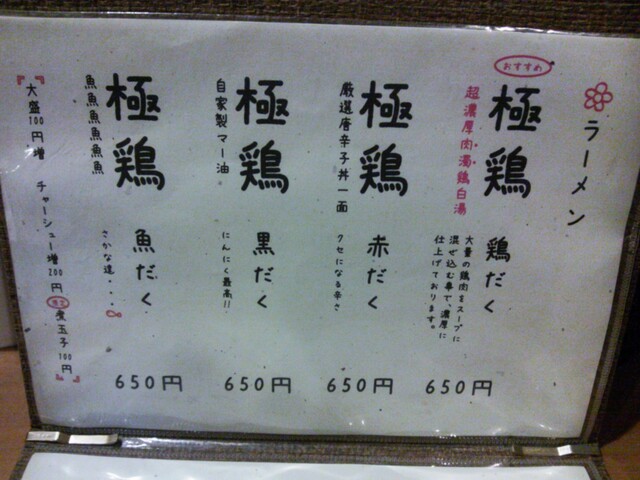 ラーメン
おすすめ
極鶏
鶏だく
650円
超濃厚肉濁鶏白湯
大量の鶏肉をスープに
混ぜ込む事で、濃厚に
仕上げております。
極鶏
赤だく
650円
厳選唐辛子丼一面
クセになる辛さ
極鶏
黒だく
650円
自家製マー油
にんにく最高!!
極鶏
魚だく
650円
魚魚魚魚魚魚
さかな達・・・∞
大盛100円増 チャーシュー増200円 煮玉子100円